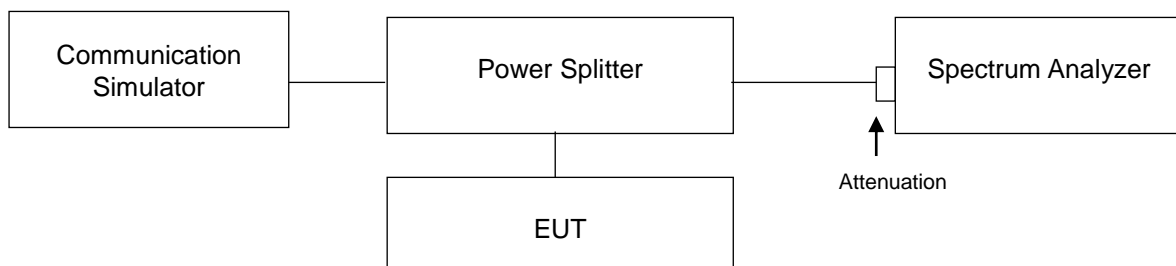 Communication
Simulator
Power Splitter
Spectrum Analyzer
Attenuation
EUT